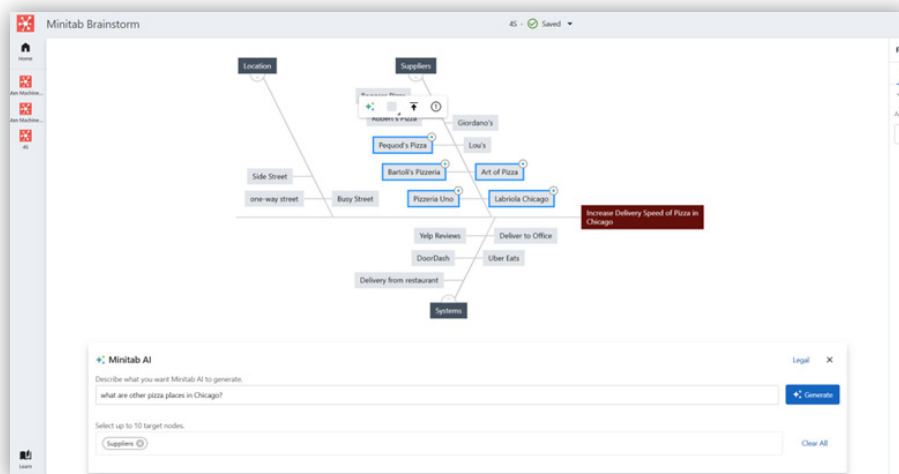 Minitab Brainstorm
4S - Saved
Home
4S
Learn
Location
Suppliers
Robert's Pizza
Giordano's
Pequod's Pizza
Lou's
Bartoli's Pizzeria
Art of Pizza
Pizzeria Uno
Labriola Chicago
Side Street
one-way street
Busy Street
Increase Delivery Speed of Pizza in
Chicago
Yelp Reviews
Deliver to Office
DoorDash
Uber Eats
Delivery from restaurant
Systems
Minitab AI
Legal
Describe what you want Minitab AI to generate.
what are other pizza places in Chicago?
Generate
Select up to 10 target nodes.
Suppliers
Clear All